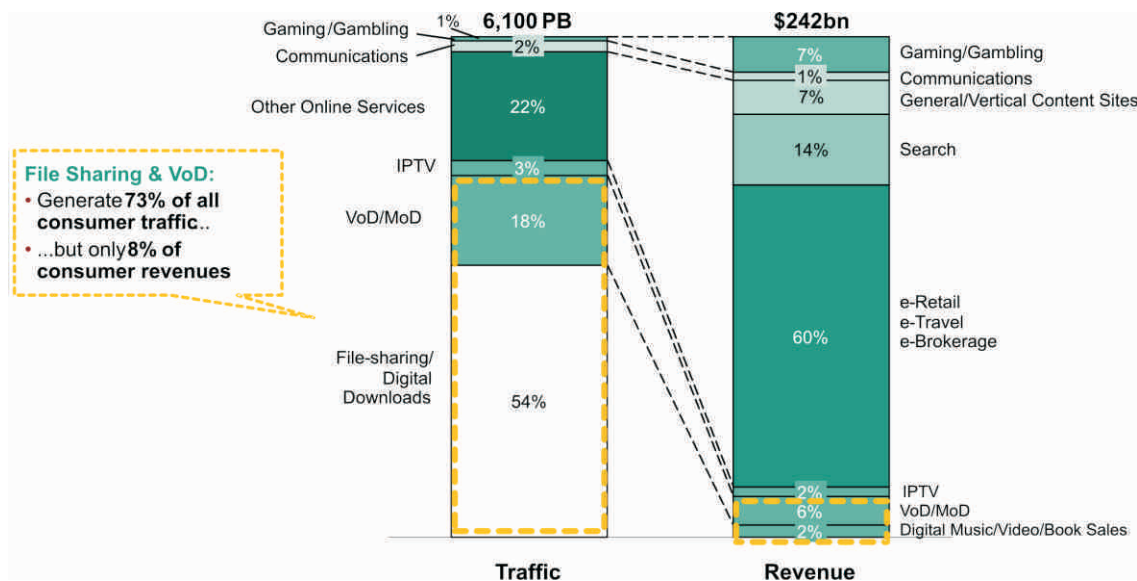 6,100 PB
$242bn
1%
Gaming/Gambling
Communications
2%
Other Online Services
22%
IPTV
3%
VoD/MoD
18%
File-sharing/
Digital
Downloads
54%
File Sharing & VoD:
• Generate 73% of all
consumer traffic..
• ...but only 8% of
consumer revenues
7%
Gaming/Gambling
1%
Communications
7%
General/Vertical Content Sites
14%
Search
60%
e-Retail
e-Travel
e-Brokerage
2%
IPTV
6%
VoD/MoD
2%
Digital Music/Video/Book Sales
Traffic
Revenue